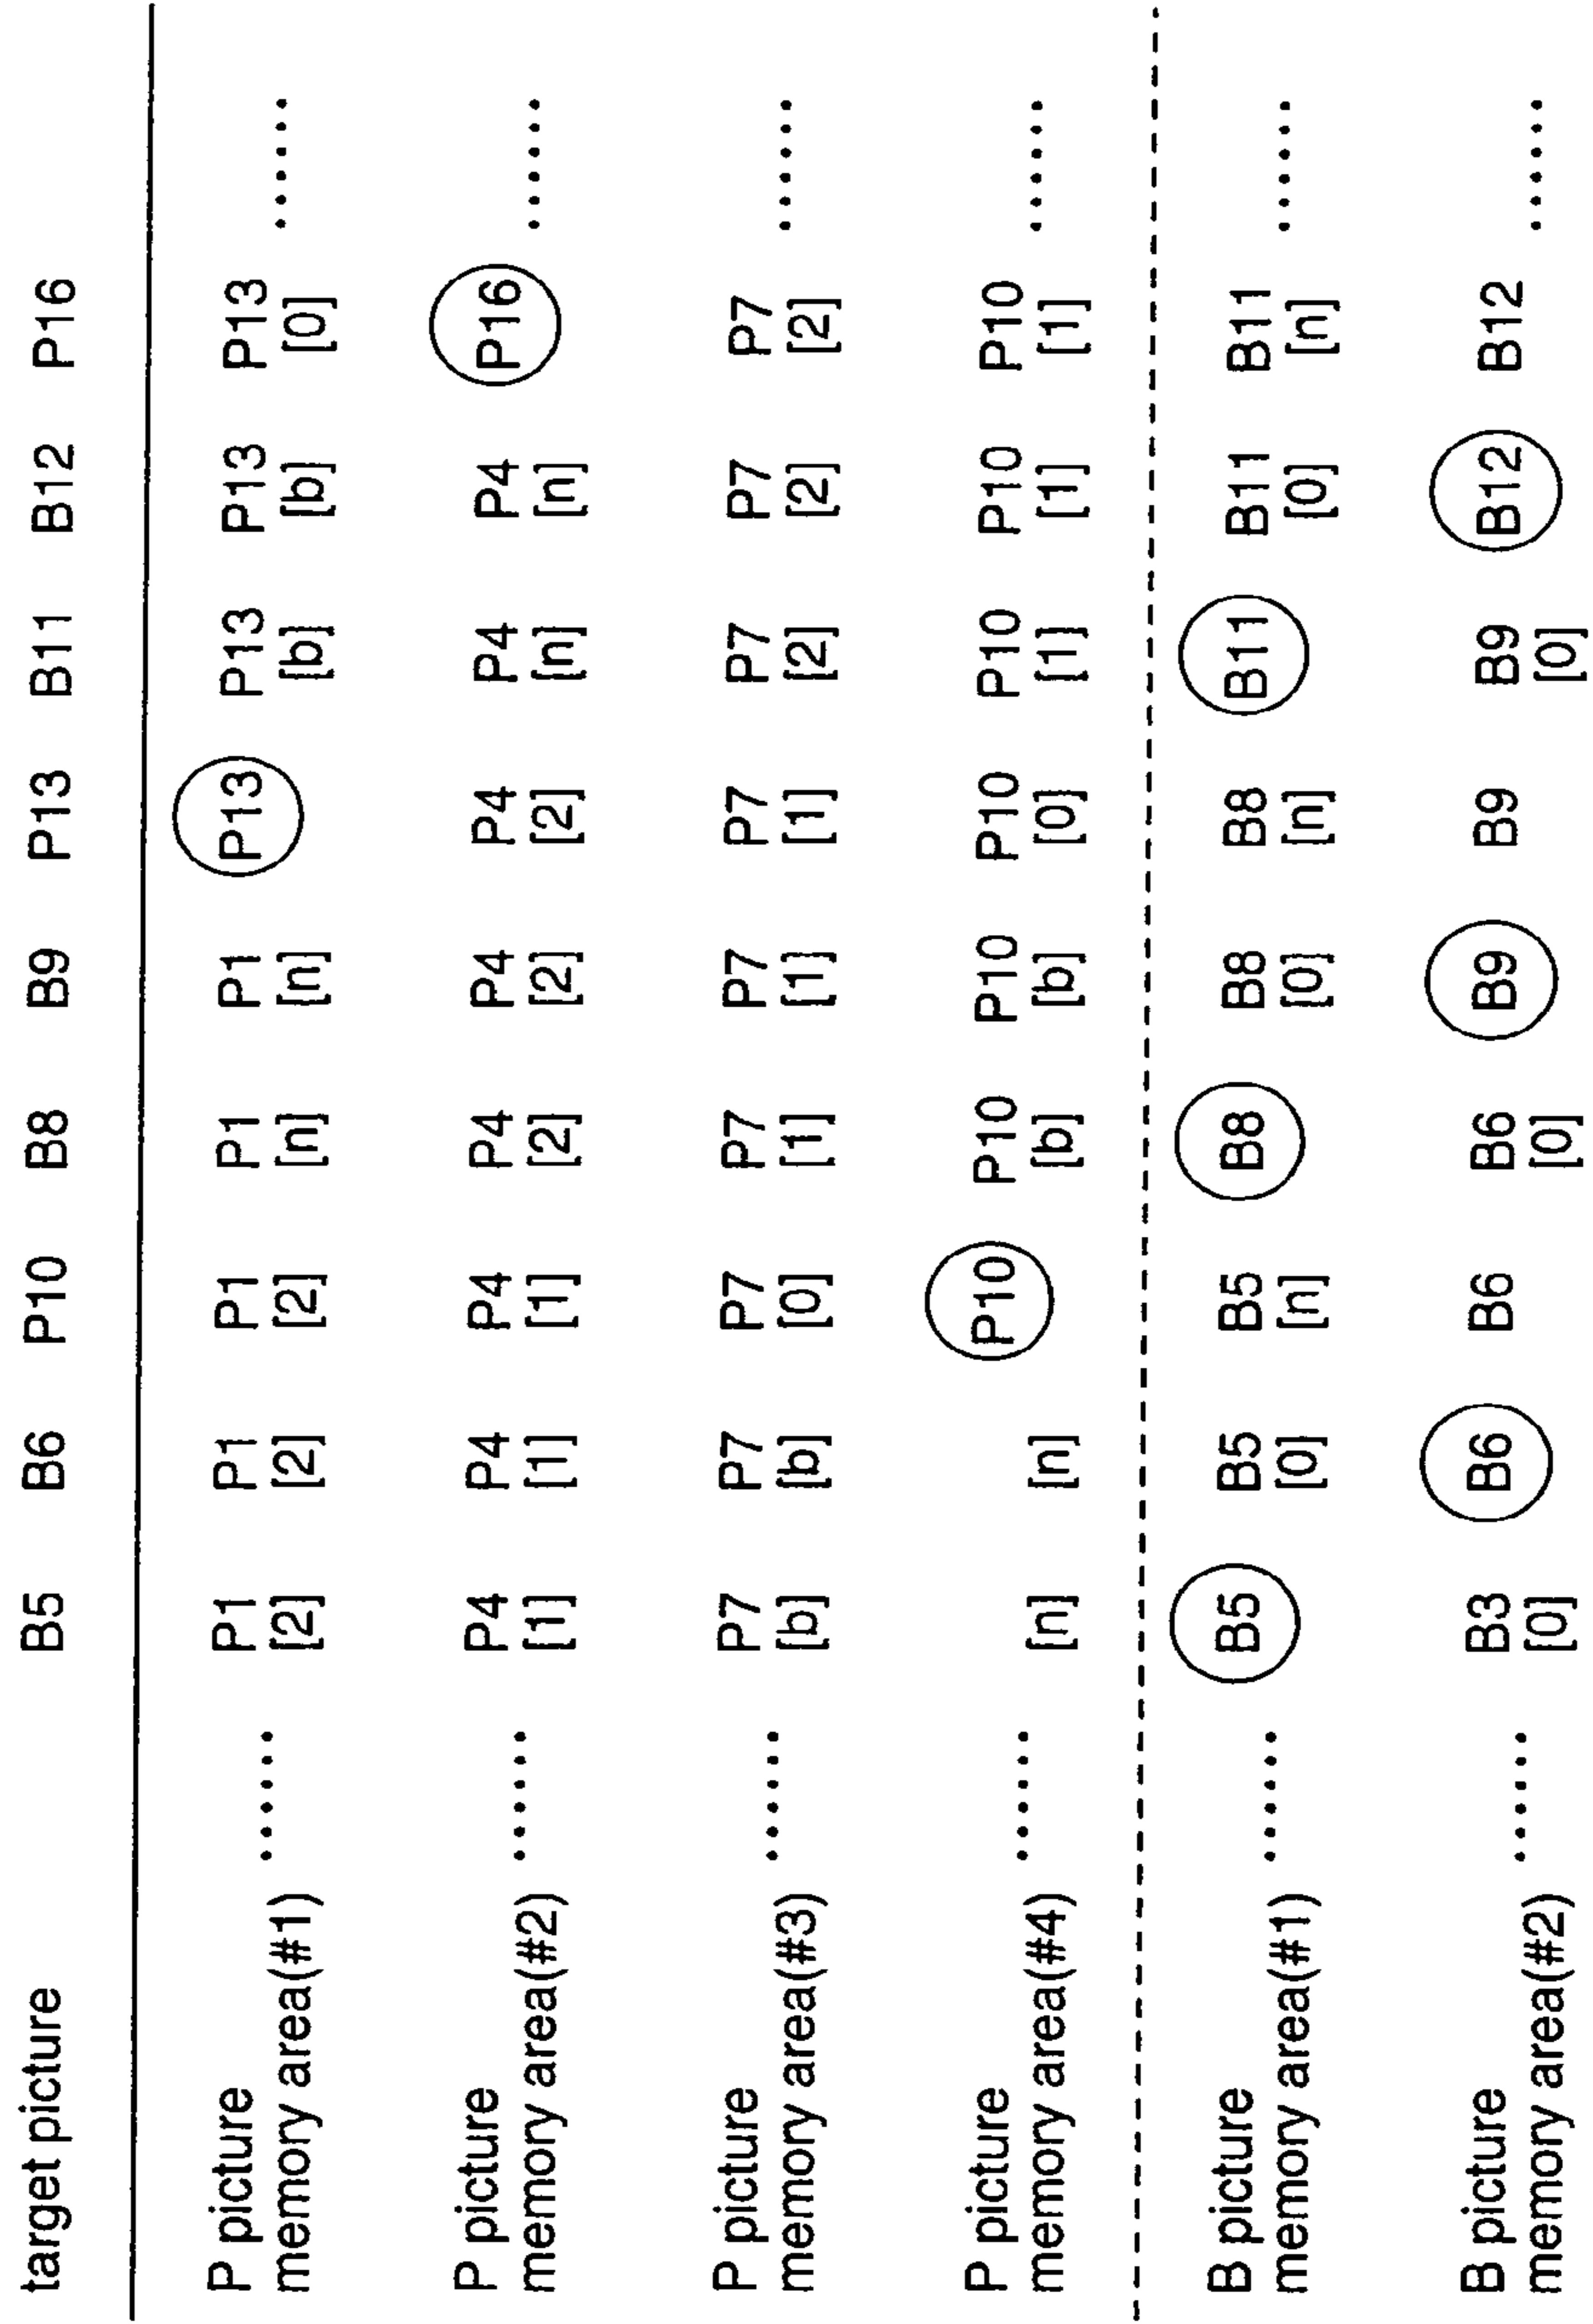 target picture B5 B6 P10 B8 B9 P13 B11 B12 P16
P picture ...... P1 P1 P1 P1 P1 P13 P13 P13 P13 ......
memory area(#1) [2] [2] [2] [n] [n] [b] [b] [0]
P picture ...... P4 P4 P4 P4 P4 P4 P4 P4 P16 ......
memory area(#2) [1] [1] [1] [2] [2] [2] [n] [n]
P picture ...... P7 P7 P7 P7 P7 P7 P7 P7 P7 ......
memory area(#3) [b] [b] [0] [1] [1] [1] [2] [2] [2]
P picture ...... P10 P10 P10 P10 P10 P10 P10 ......
memory area(#4) [n] [n] [b] [b] [0] [1] [1] [1]
B picture ...... B5 B5 B5 B8 B8 B8 B11 B11 B11 ......
memory area(#1) [0] [n] [0] [n] [0] [n]
B picture ...... B3 B6 B6 B6 B9 B9 B9 B12 B12 ......
memory area(#2) [0] [0] [0]